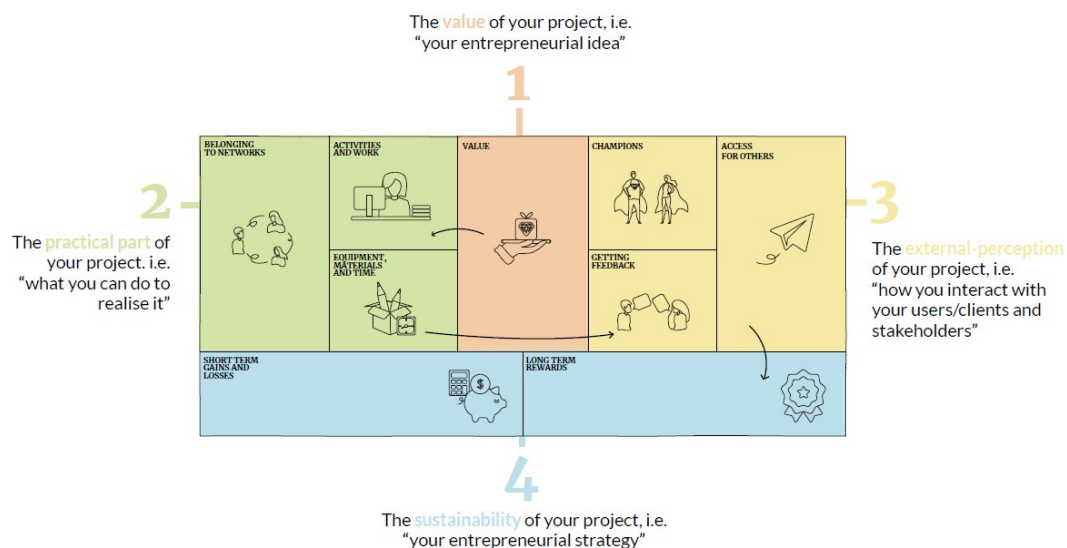 The value of your project, i.e.
“your entrepreneurial idea”
1
BELONGING
TO NETWORKS
ACTIVITIES
AND WORK
VALUE
CHAMPIONS
ACCESS
FOR OTHERS
2
The practical part of
your project. i.e.
“what you can do to
realise it”
EQUIPMENT,
MATERIALS
AND TIME
GETTING
FEEDBACK
3
The external-perception
of your project, i.e.
“how you interact with
your users/clients and
stakeholders”
SHORT TERM
GAINS AND
LOSSES
$
LONG TERM
REWARDS
4
The sustainability of your project, i.e.
“your entrepreneurial strategy”